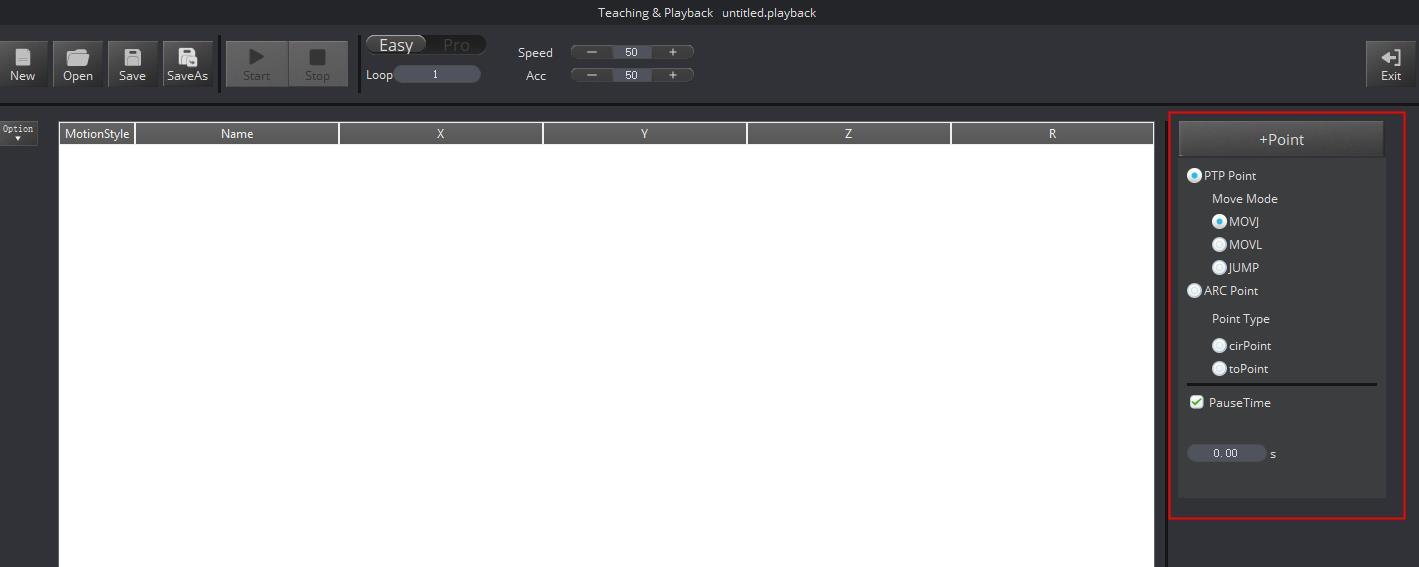 Teaching & Playback untitled.playback
New Open Save SaveAs Start Stop
Easy Pro
Loop 1
Speed − 50 +
Acc − 50 +
Exit
Option
MotionStyle Name X Y Z R
+Point
PTP Point
Move Mode
MOVJ
MOVL
JUMP
ARC Point
Point Type
cirPoint
toPoint
PauseTime
0.00 s